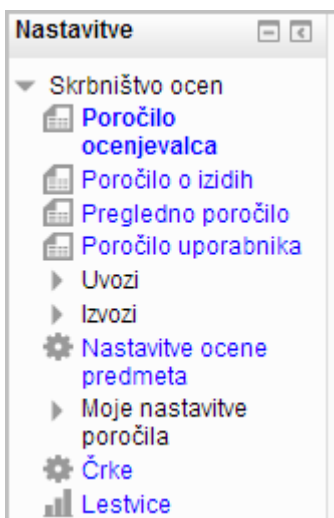 Nastavitve
Skrbništvo ocen
Poročilo
ocenjevalca
Poročilo o izidih
Pregledno poročilo
Poročilo uporabnika
Uvozi
Izvozi
Nastavitve ocene
predmeta
Moje nastavitve
poročila
Črke
Lestvice